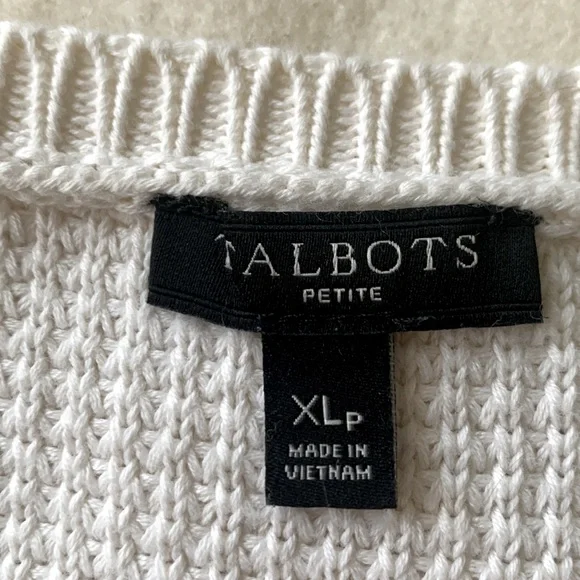 TALBOTS
PETITE
XLP
MADE IN
VIETNAM